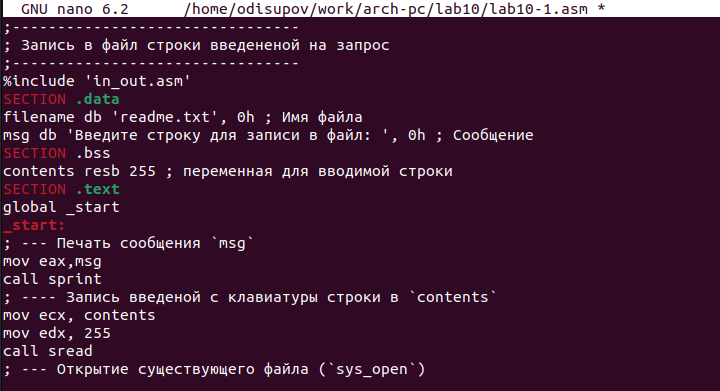 GNU nano 6.2 /home/odisupov/work/arch-pc/lab10/lab10-1.asm *
;--------------------------------
; Запись в файл строки введененой на запрос
;--------------------------------
%include 'in_out.asm'
SECTION .data
filename db 'readme.txt', 0h ; Имя файла
msg db 'Введите строку для записи в файл: ', 0h ; Сообщение
SECTION .bss
contents resb 255 ; переменная для вводимой строки
SECTION .text
global _start
_start:
; --- Печать сообщения `msg`
mov eax,msg
call sprint
; ---- Запись введеной с клавиатуры строки в `contents`
mov ecx, contents
mov edx, 255
call sread
; --- Открытие существующего файла (`sys_open`)